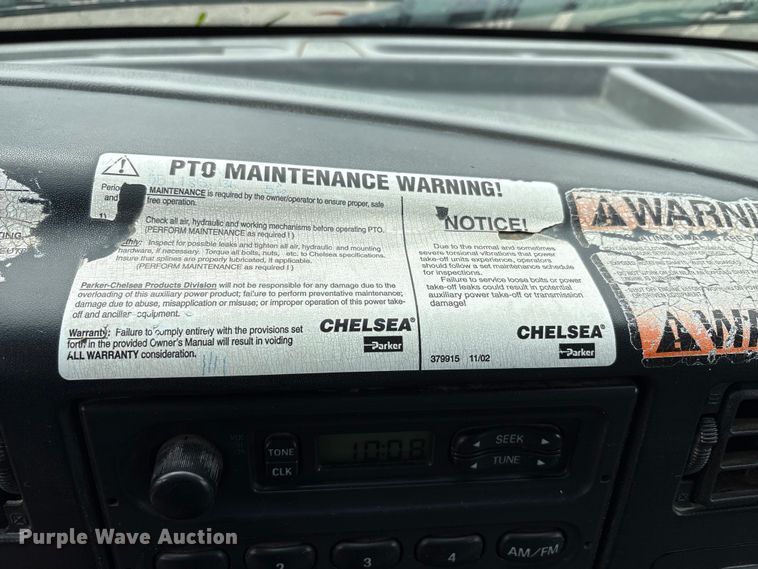 PTO MAINTENANCE WARNING!
MAINTENANCE is required by the owner/operator to ensure proper, safe
free operation.
1)
Check all air, hydraulic and working mechanisms before operating PTO.
(PERFORM MAINTENANCE as required ! )
Inspect for possible leaks and tighten all air, hydraulic and mounting
hardware, if necessary. Torque all bolts, nuts, etc. to Chelsea specifications.
Insure that splines are properly lubricated, if applicable.
(PERFORM MAINTENANCE as required ! )
Parker-Chelsea Products Division will not be responsible for any damage due to the
overloading of this auxiliary power product; failure to perform preventative maintenance;
damage due to abuse, misapplication or misuse; or improper operation of this power take-
off and equipment.
Warranty: Failure to comply entirely with the provisions set
forth in the provided Owner's Manual will result in voiding
ALL WARRANTY consideration.
CHELSEA®
Parker
NOTICE!
Due to the normal and sometimes
severe torsional vibrations that power
take-off units experience, operators
should follow a set maintenance schedule
for inspections.
Failure to service loose bolts or power
take-off leaks could result in potential
auxiliary power take-off or transmission
damage!
CHELSEA®
Parker
379915 11/02
TONE
CLK
10:08
SEEK
TUNE
2
3
4
AM/FM
Purple Wave Auction